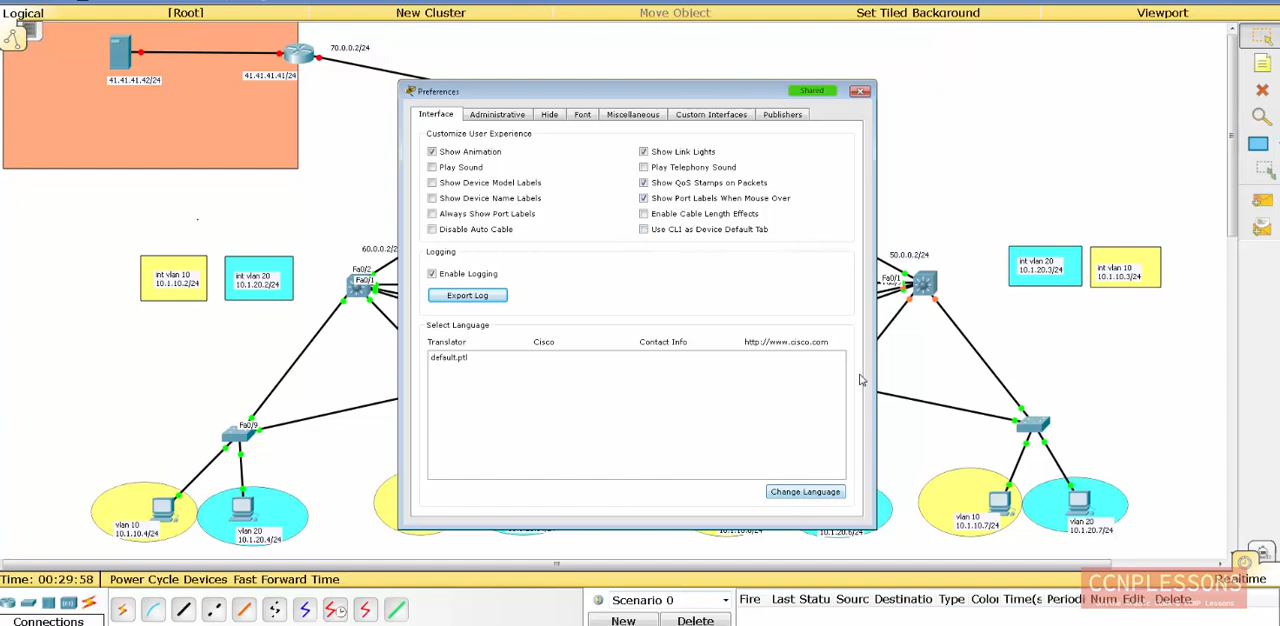 Logical
[Root]
New Cluster
Move Object
Set Tiled Background
Viewport
70.0.0.2/24
41.41.41.42/24
41.41.41.41/24
Preferences
Shared
Interface
Administrative
Hide
Font
Miscellaneous
Custom Interfaces
Publishers
Customize User Experience
Show Animation
Show Link Lights
Play Sound
Play Telephony Sound
Show Device Model Labels
Show QoS Stamps on Packets
Show Device Name Labels
Show Port Labels When Mouse Over
Always Show Port Labels
Enable Cable Length Effects
Disable Auto Cable
Use CLI as Device Default Tab
Logging
Enable Logging
Export Log
Select Language
Translator
Cisco
Contact Info
http://www.cisco.com
default.ptl
Change Language
60.0.0.2/2
50.0.0.2/24
Fa0/2
Fa0/1
Fa0/1
int vlan 10
10.1.10.2/24
int vlan 20
10.1.20.2/24
int vlan 20
10.1.20.3/24
int vlan 10
10.1.10.3/24
Fa0/9
vlan 10
10.1.10.4/24
vlan 20
10.1.20.4/24
10.1.20.6/24
vlan 10
10.1.10.7/24
vlan 20
10.1.20.7/24
Time: 00:29:58
Power Cycle Devices Fast Forward Time
Realtime
CCNPLESSONS
Connections
Scenario 0
New
Delete
Fire
Last Statu
Sourc
Destinatio
Type
Colo
Time(s
Periodi
Num
Edit
Delete